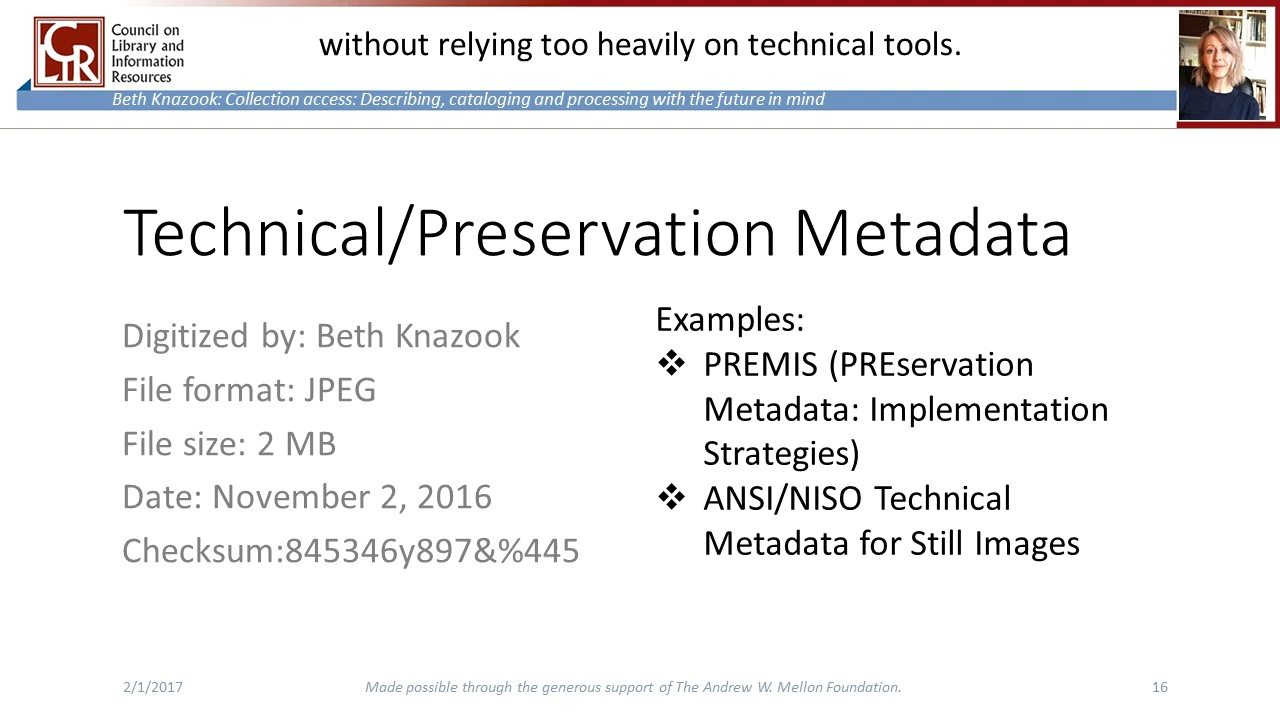 CLIR
Council on
Library and
Information
Resources
without relying too heavily on technical tools.
Beth Knazook: Collection access: Describing, cataloging and processing with the future in mind
Technical/Preservation Metadata
Digitized by: Beth Knazook
File format: JPEG
File size: 2 MB
Date: November 2, 2016
Checksum:845346y897&%445
Examples:
❖ PREMIS (PREservation
Metadata: Implementation
Strategies)
❖ ANSI/NISO Technical
Metadata for Still Images
2/1/2017
Made possible through the generous support of The Andrew W. Mellon Foundation.
16